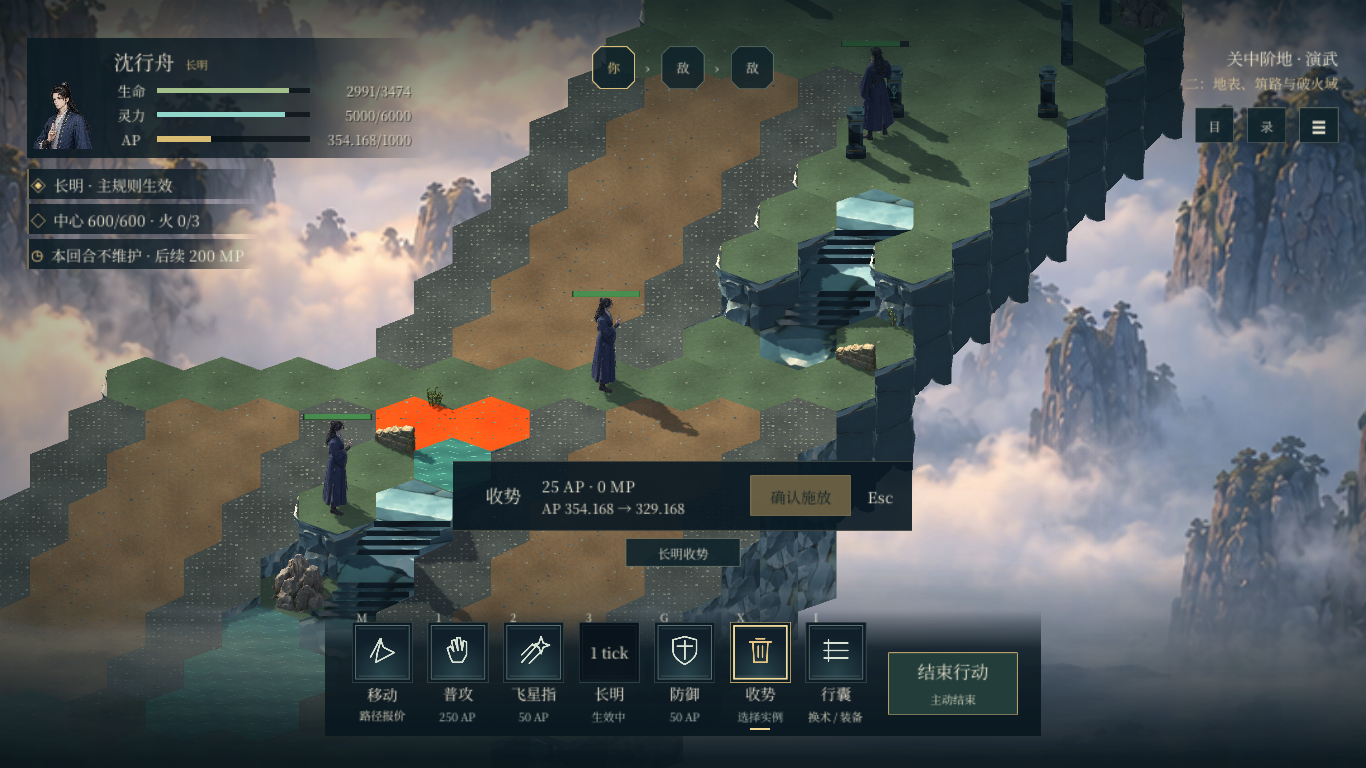 沈行舟 长明
生命 2991/3474
灵力 5000/6000
AP 354.168/1000
长明 · 主规则生效
中心 600/600 · 火 0/3
本回合不维护 · 后续 200 MP
你 › 敌 › 敌
关中阶地 · 演武
二：地表、筑路与破火域
目 录 ☰
收势
25 AP · 0 MP
AP 354.168 → 329.168
确认施放 Esc
长明收势
M 1 2 3 G X I
1 tick
移动 普攻 飞星指 长明 防御 收势 行囊
路径报价 250 AP 50 AP 生效中 50 AP 选择实例 换术 / 装备
结束行动
主动结束